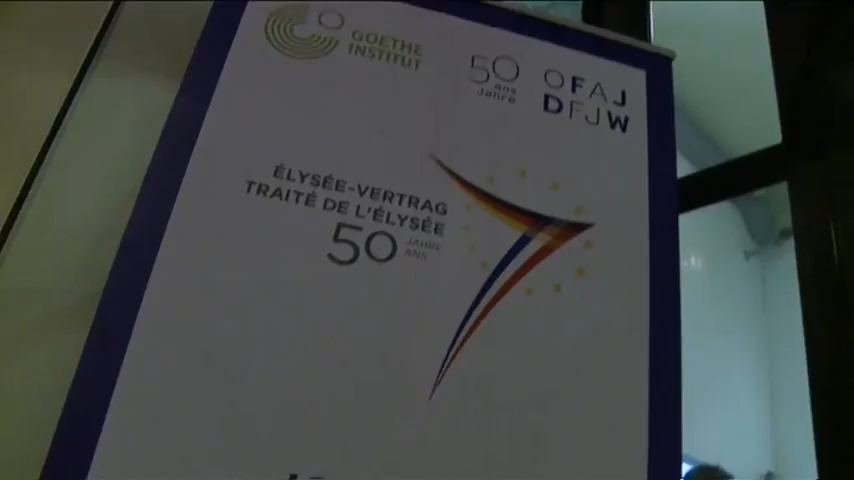 GOETHE
INSTITUT
50
ans
Jahre
OFAJ
DFJW
ÉLYSÉE-VERTRAG
TRAITÉ DE L'ÉLYSÉE
50
JAHRE
ANS